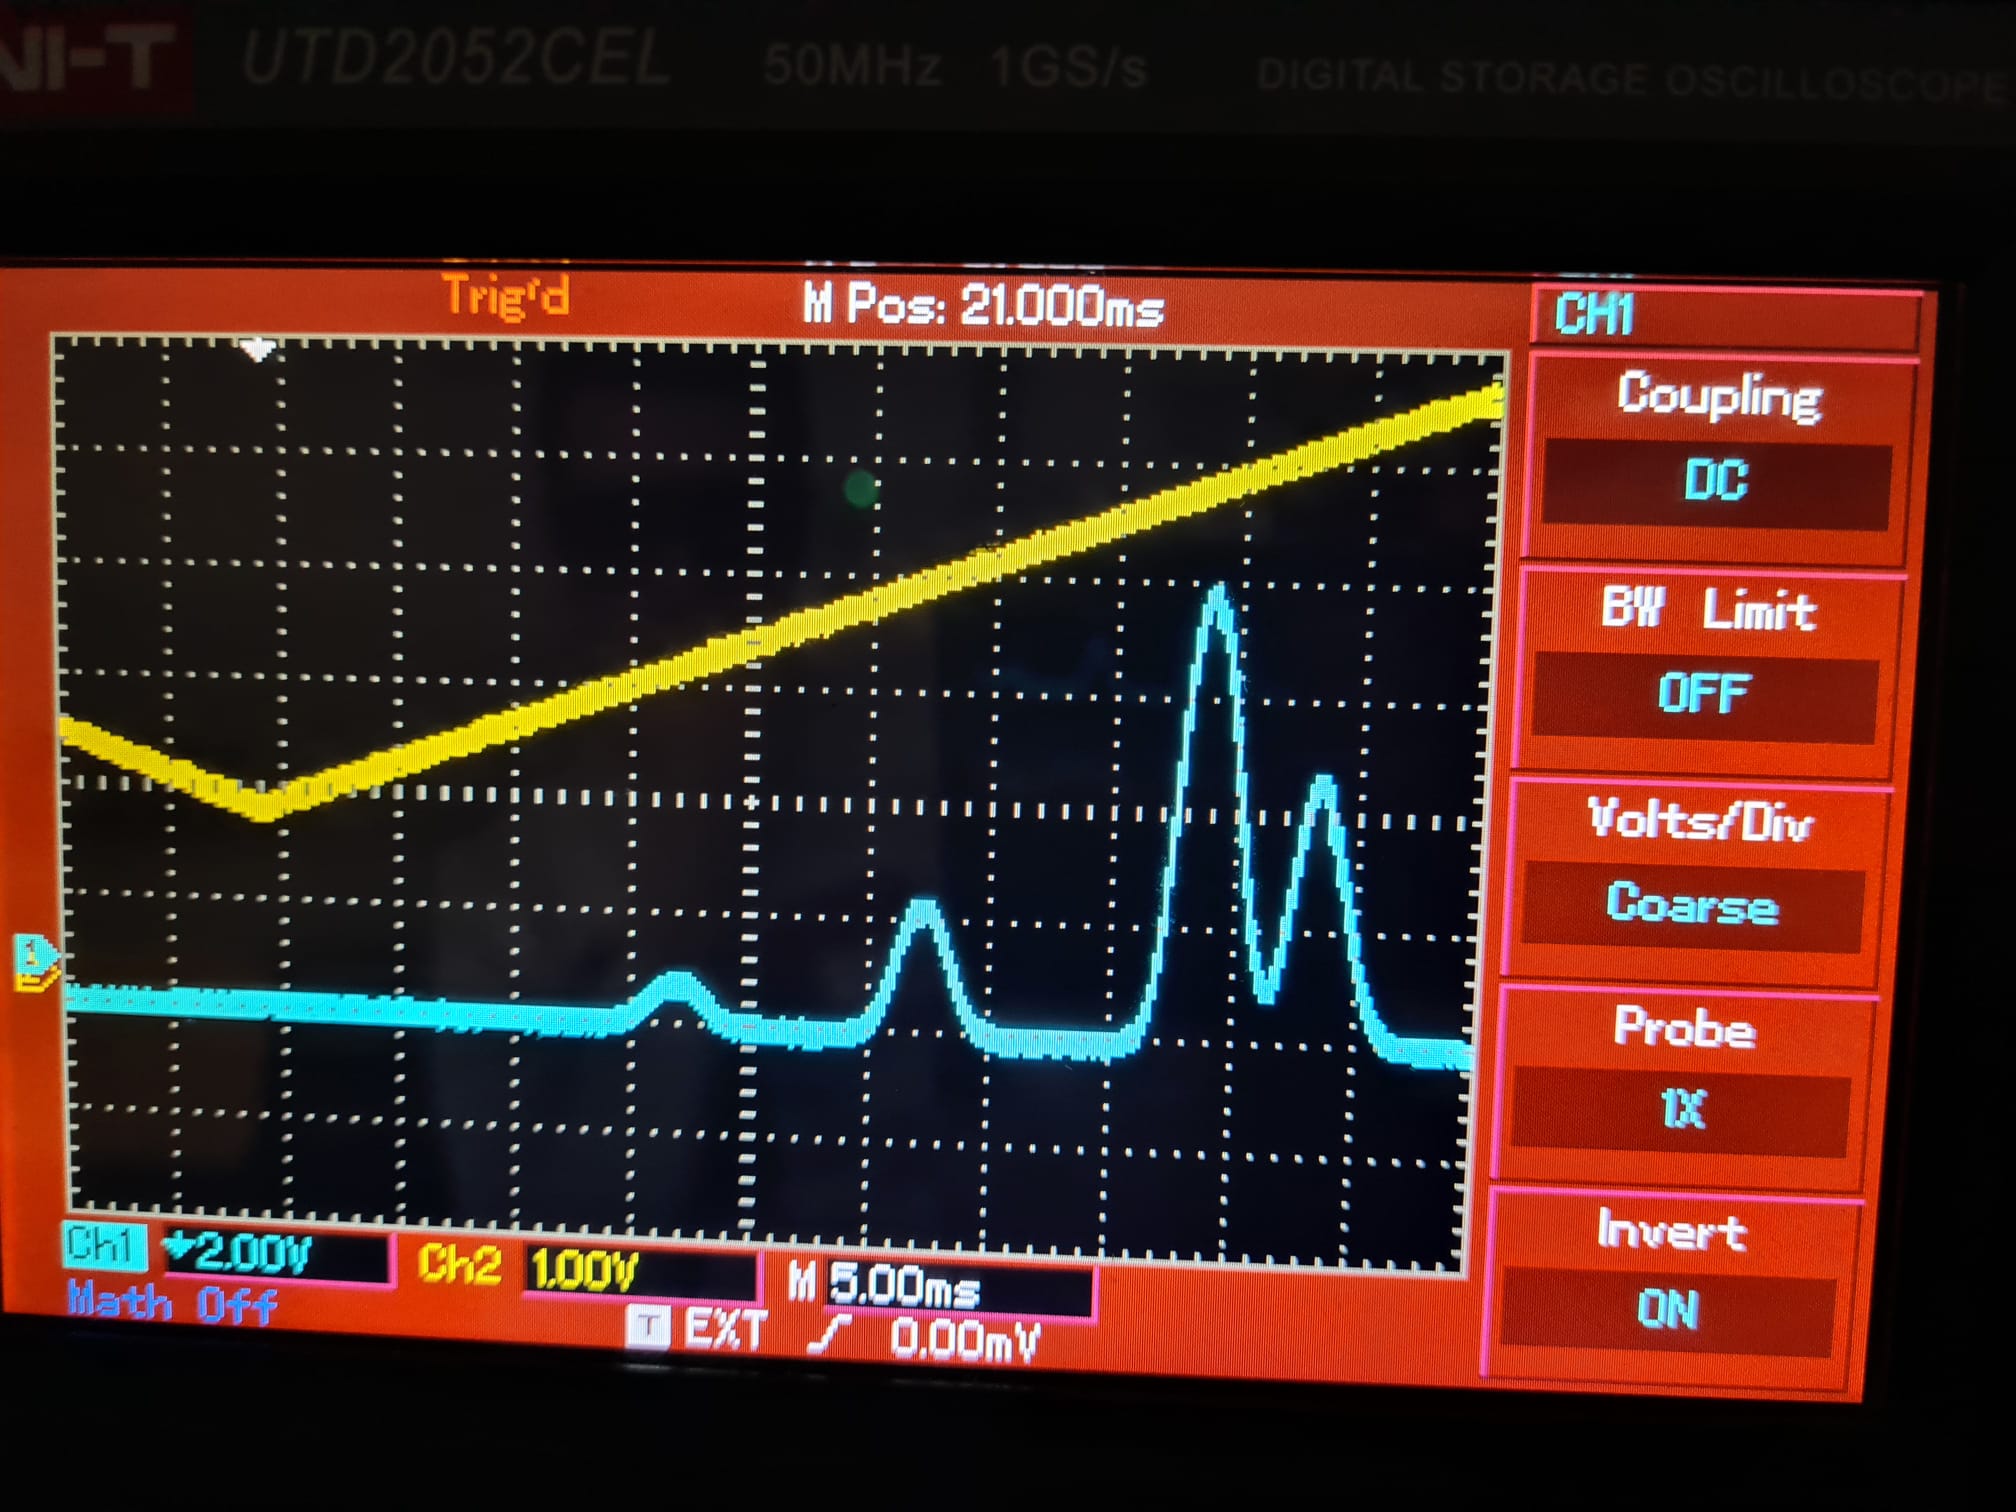 NI-T UTD2052CEL 50MHz 1GS/s DIGITAL STORAGE OSCILLOSCOPE
Trig'd M Pos: 21.000ms
CH1
Coupling
DC
BW Limit
OFF
Volts/Div
Coarse
Probe
1X
Invert
ON
1
Ch1 2.00V Ch2 1.00V M 5.00ms
Math Off T EXT 0.00mV